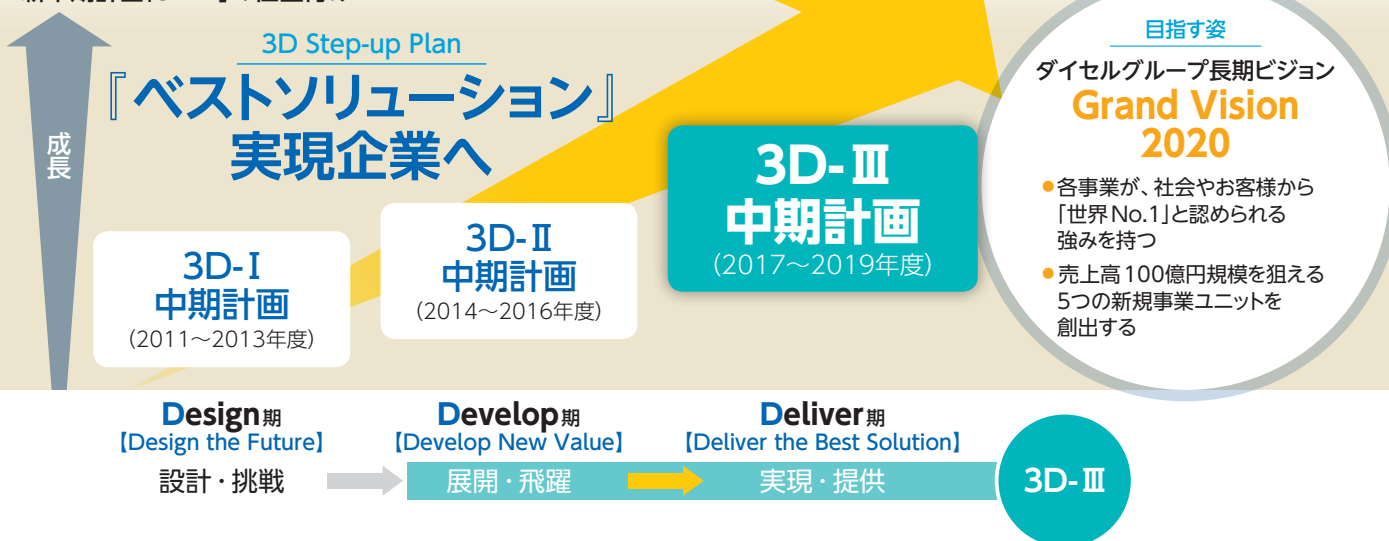 3D Step-up Plan
『ベストソリューション』
実現企業へ
成長
3D-Ⅰ
中期計画
(2011～2013年度)
3D-Ⅱ
中期計画
(2014～2016年度)
3D-Ⅲ
中期計画
(2017～2019年度)
目指す姿
ダイセルグループ長期ビジョン
Grand Vision
2020
●各事業が、社会やお客様から
「世界No.1」と認められる
強みを持つ
●売上高100億円規模を狙える
5つの新規事業ユニットを
創出する
Design期
【Design the Future】
設計・挑戦
Develop期
【Develop New Value】
展開・飛躍
Deliver期
【Deliver the Best Solution】
実現・提供
3D-Ⅲ